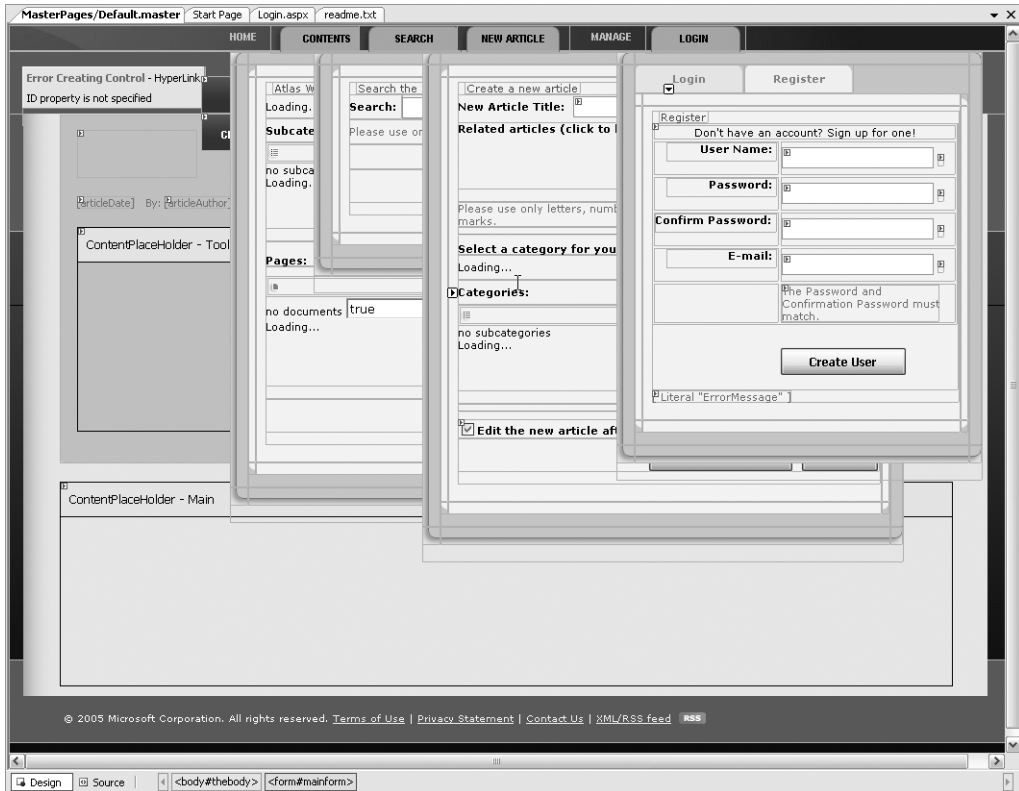 MasterPages/Default.master Start Page Login.aspx readme.txt
HOME CONTENTS SEARCH NEW ARTICLE MANAGE LOGIN
Error Creating Control - HyperLink
ID property is not specified
Login Register
Atlas W
Loading.
Subcate
no subca
Loading.
Pages:
no documents true
Loading...
Search the
Search:
Please use or
Create a new article
New Article Title:
Related articles (click to
Please use only letters, numb
marks.
Select a category for you
Loading...
Categories:
no subcategories
Loading...
Edit the new article aft
Register
Don't have an account? Sign up for one!
User Name:
Password:
Confirm Password:
E-mail:
The Password and
Confirmation Password must
match.
Create User
Literal "ErrorMessage" ]
articleDate] By: articleAuthor]
ContentPlaceHolder - Tool
ContentPlaceHolder - Main
© 2005 Microsoft Corporation. All rights reserved. Terms of Use | Privacy Statement | Contact Us | XML/RSS feed RSS
Design Source <body#thebody> <form#mainform>